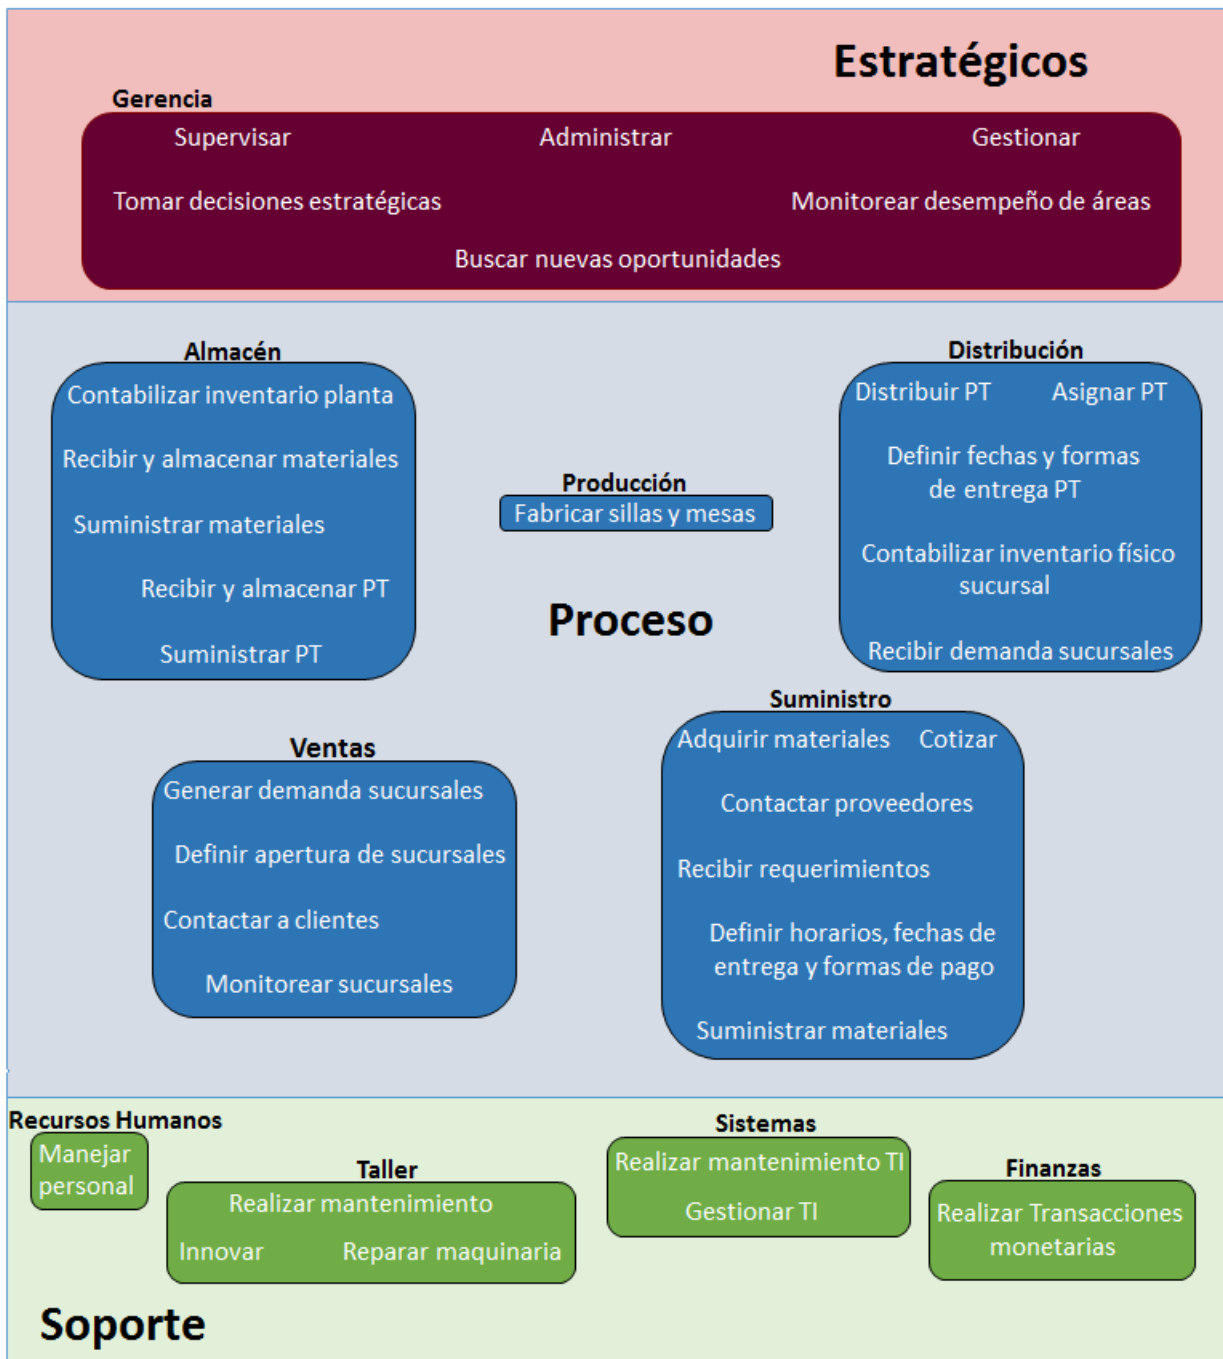 Estratégicos
Gerencia
Supervisar
Administrar
Gestionar
Tomar decisiones estratégicas
Monitorear desempeño de áreas
Buscar nuevas oportunidades
Almacén
Contabilizar inventario planta
Recibir y almacenar materiales
Suministrar materiales
Recibir y almacenar PT
Suministrar PT
Producción
Fabricar sillas y mesas
Distribución
Distribuir PT
Asignar PT
Definir fechas y formas
de entrega PT
Contabilizar inventario físico
sucursal
Recibir demanda sucursales
Proceso
Ventas
Generar demanda sucursales
Definir apertura de sucursales
Contactar a clientes
Monitorear sucursales
Suministro
Adquirir materiales
Cotizar
Contactar proveedores
Recibir requerimientos
Definir horarios, fechas de
entrega y formas de pago
Suministrar materiales
Recursos Humanos
Manejar
personal
Taller
Realizar mantenimiento
Innovar
Reparar maquinaria
Sistemas
Realizar mantenimiento TI
Gestionar TI
Finanzas
Realizar Transacciones
monetarias
Soporte